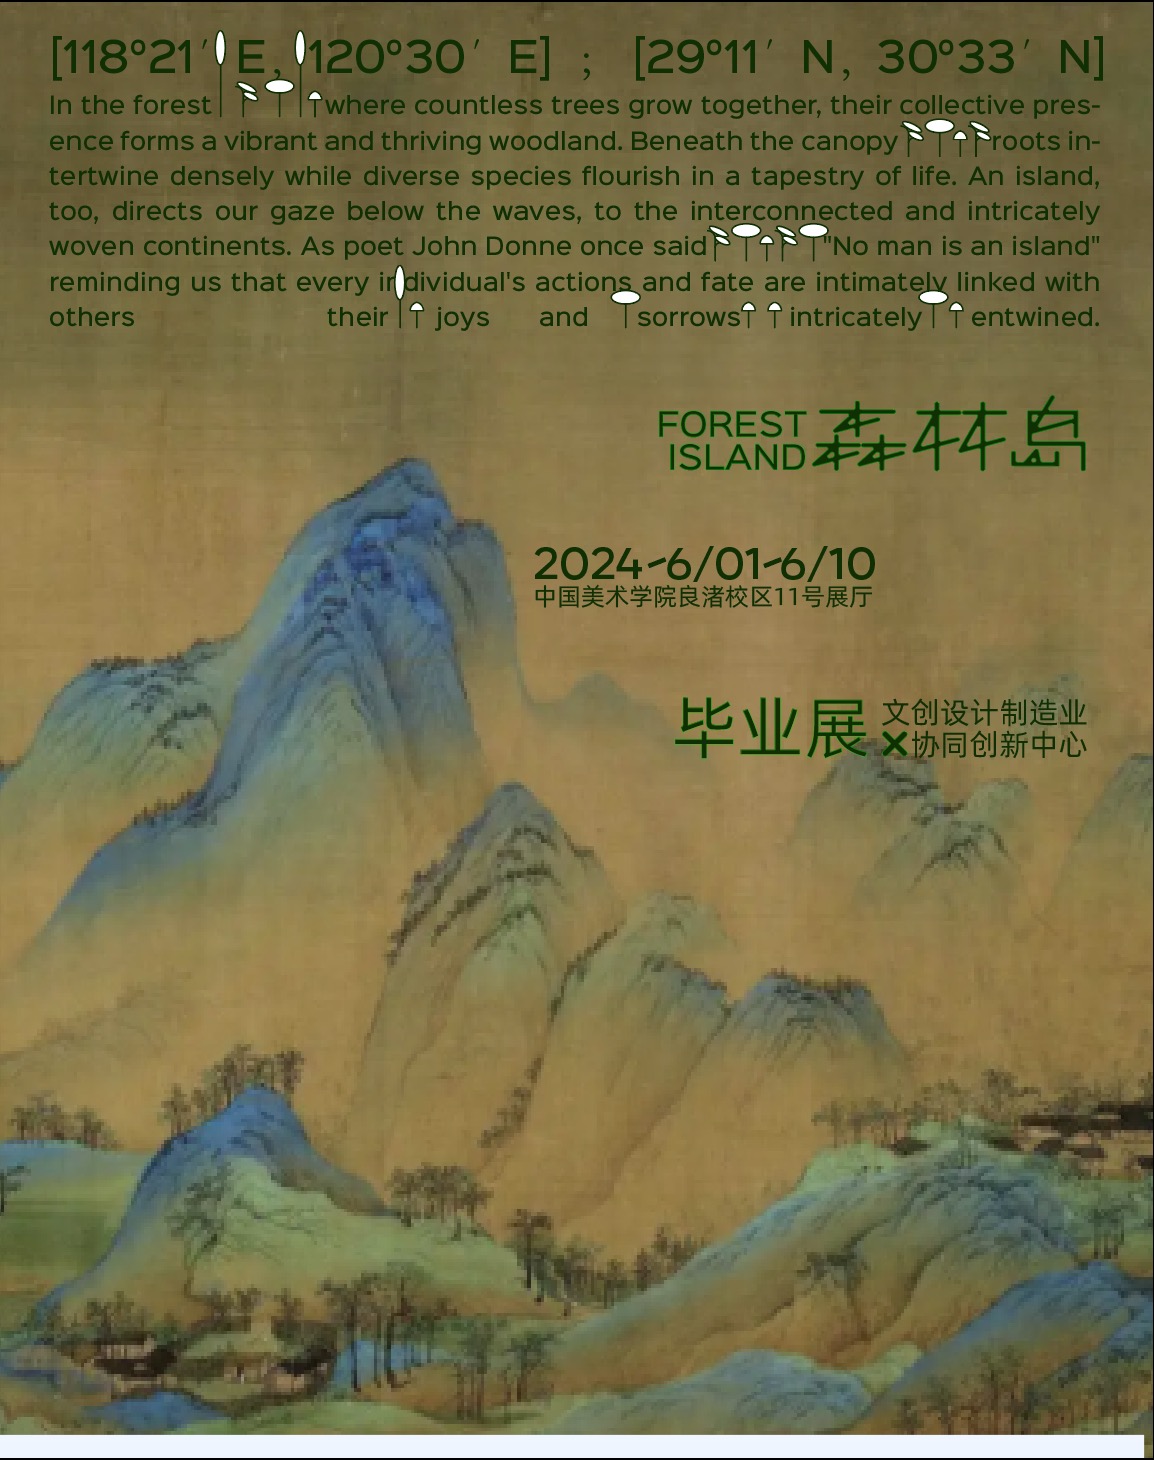 [118°21′ E, 120°30′ E] ; [29°11′ N, 30°33′ N]
In the forest where countless trees grow together, their collective pres-
ence forms a vibrant and thriving woodland. Beneath the canopy roots in-
tertwine densely while diverse species flourish in a tapestry of life. An island,
too, directs our gaze below the waves, to the interconnected and intricately
woven continents. As poet John Donne once said "No man is an island"
reminding us that every individual's actions and fate are intimately linked with
others their joys and sorrows intricately entwined.
FOREST
ISLAND
森林岛
2024-6/01-6/10
中国美术学院良渚校区11号展厅
毕业展
文创设计制造业
×协同创新中心